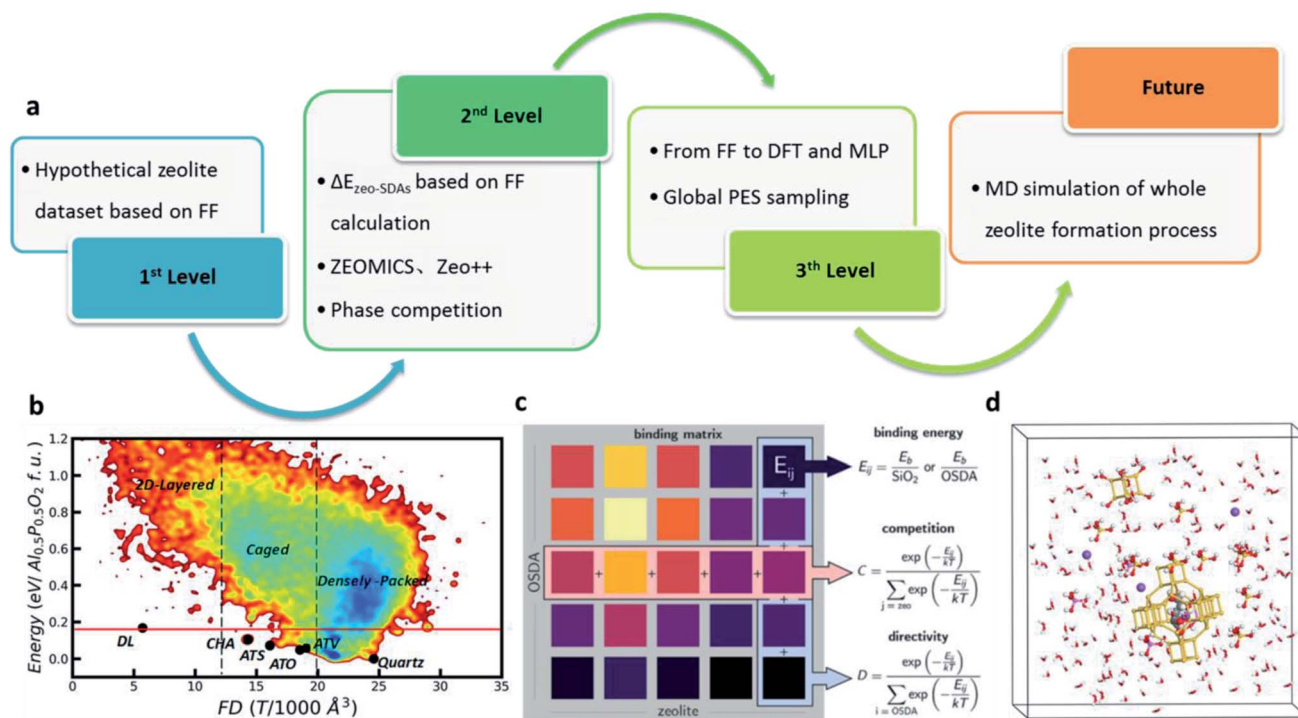 a
• Hypothetical zeolite
dataset based on FF
1st Level
2nd Level
• ΔEzeo-SDAs based on FF
calculation
• ZEOMICS、Zeo++
• Phase competition
• From FF to DFT and MLP
• Global PES sampling
3th Level
Future
• MD simulation of whole
zeolite formation process
b
Energy (eV/ Al0.5P0.5O2 f.u.)
1.2
1.0
0.8
0.6
0.4
0.2
0.0
2D-Layered
Caged
Densely -Packed
DL
CHA
ATS
ATO
ATV
Quartz
0 5 10 15 20 25 30 35
FD (T/1000 Å3)
c
binding matrix
OSDA
zeolite
Eij
+
+
+ + + +
+
+
binding energy
Eij = Eb/SiO2 or Eb/OSDA
competition
C = exp(−Eij/kT) / ∑j = zeo exp(−Eij/kT)
directivity
D = exp(−Eij/kT) / ∑i = OSDA exp(−Eij/kT)
d